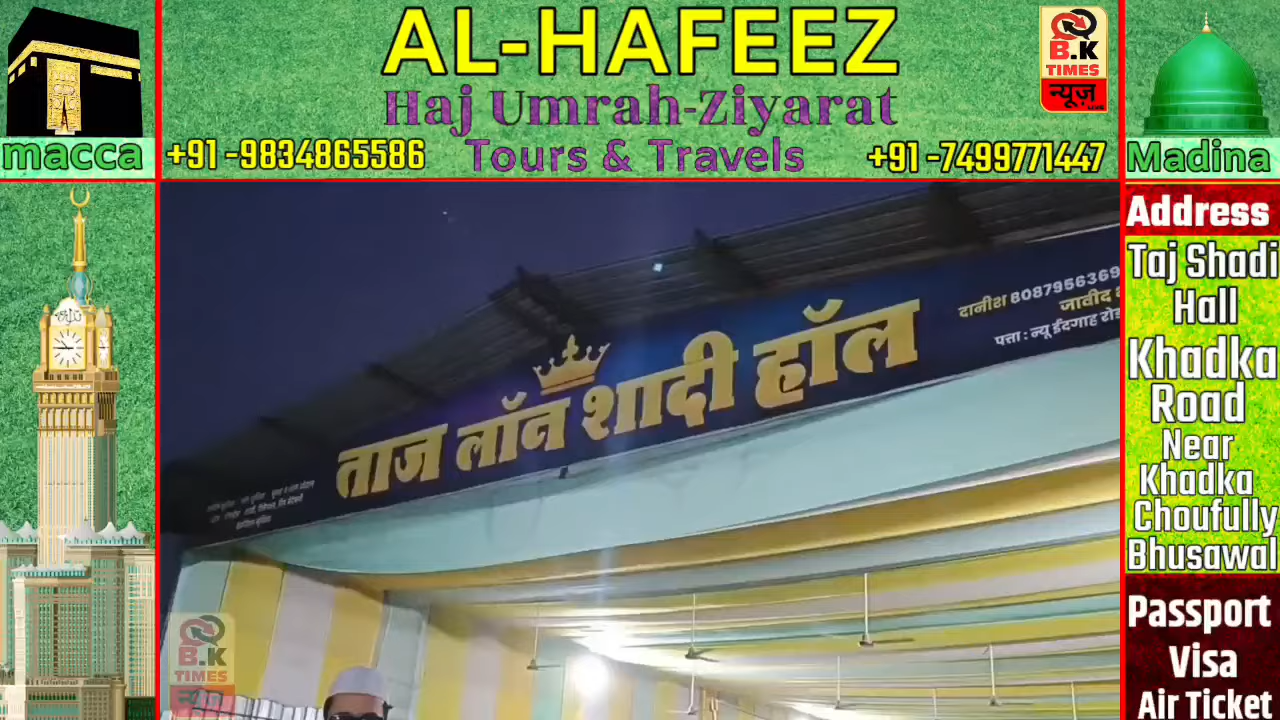 AL-HAFEEZ
Haj Umrah-Ziyarat
Tours & Travels
+91 -9834865586
+91 -7499771447
B.K
TIMES
न्यूज़
macca
Madina
Address
Taj Shadi
Hall
Khadka
Road
Near
Khadka
Choufully
Bhusawal
Passport
Visa
Air Ticket
ताज लॉन शादी हॉल
दानीश 8087956369
जावीद
पत्ता : न्यू ईदगाह रोड
B.K
TIMES
न्यूज़